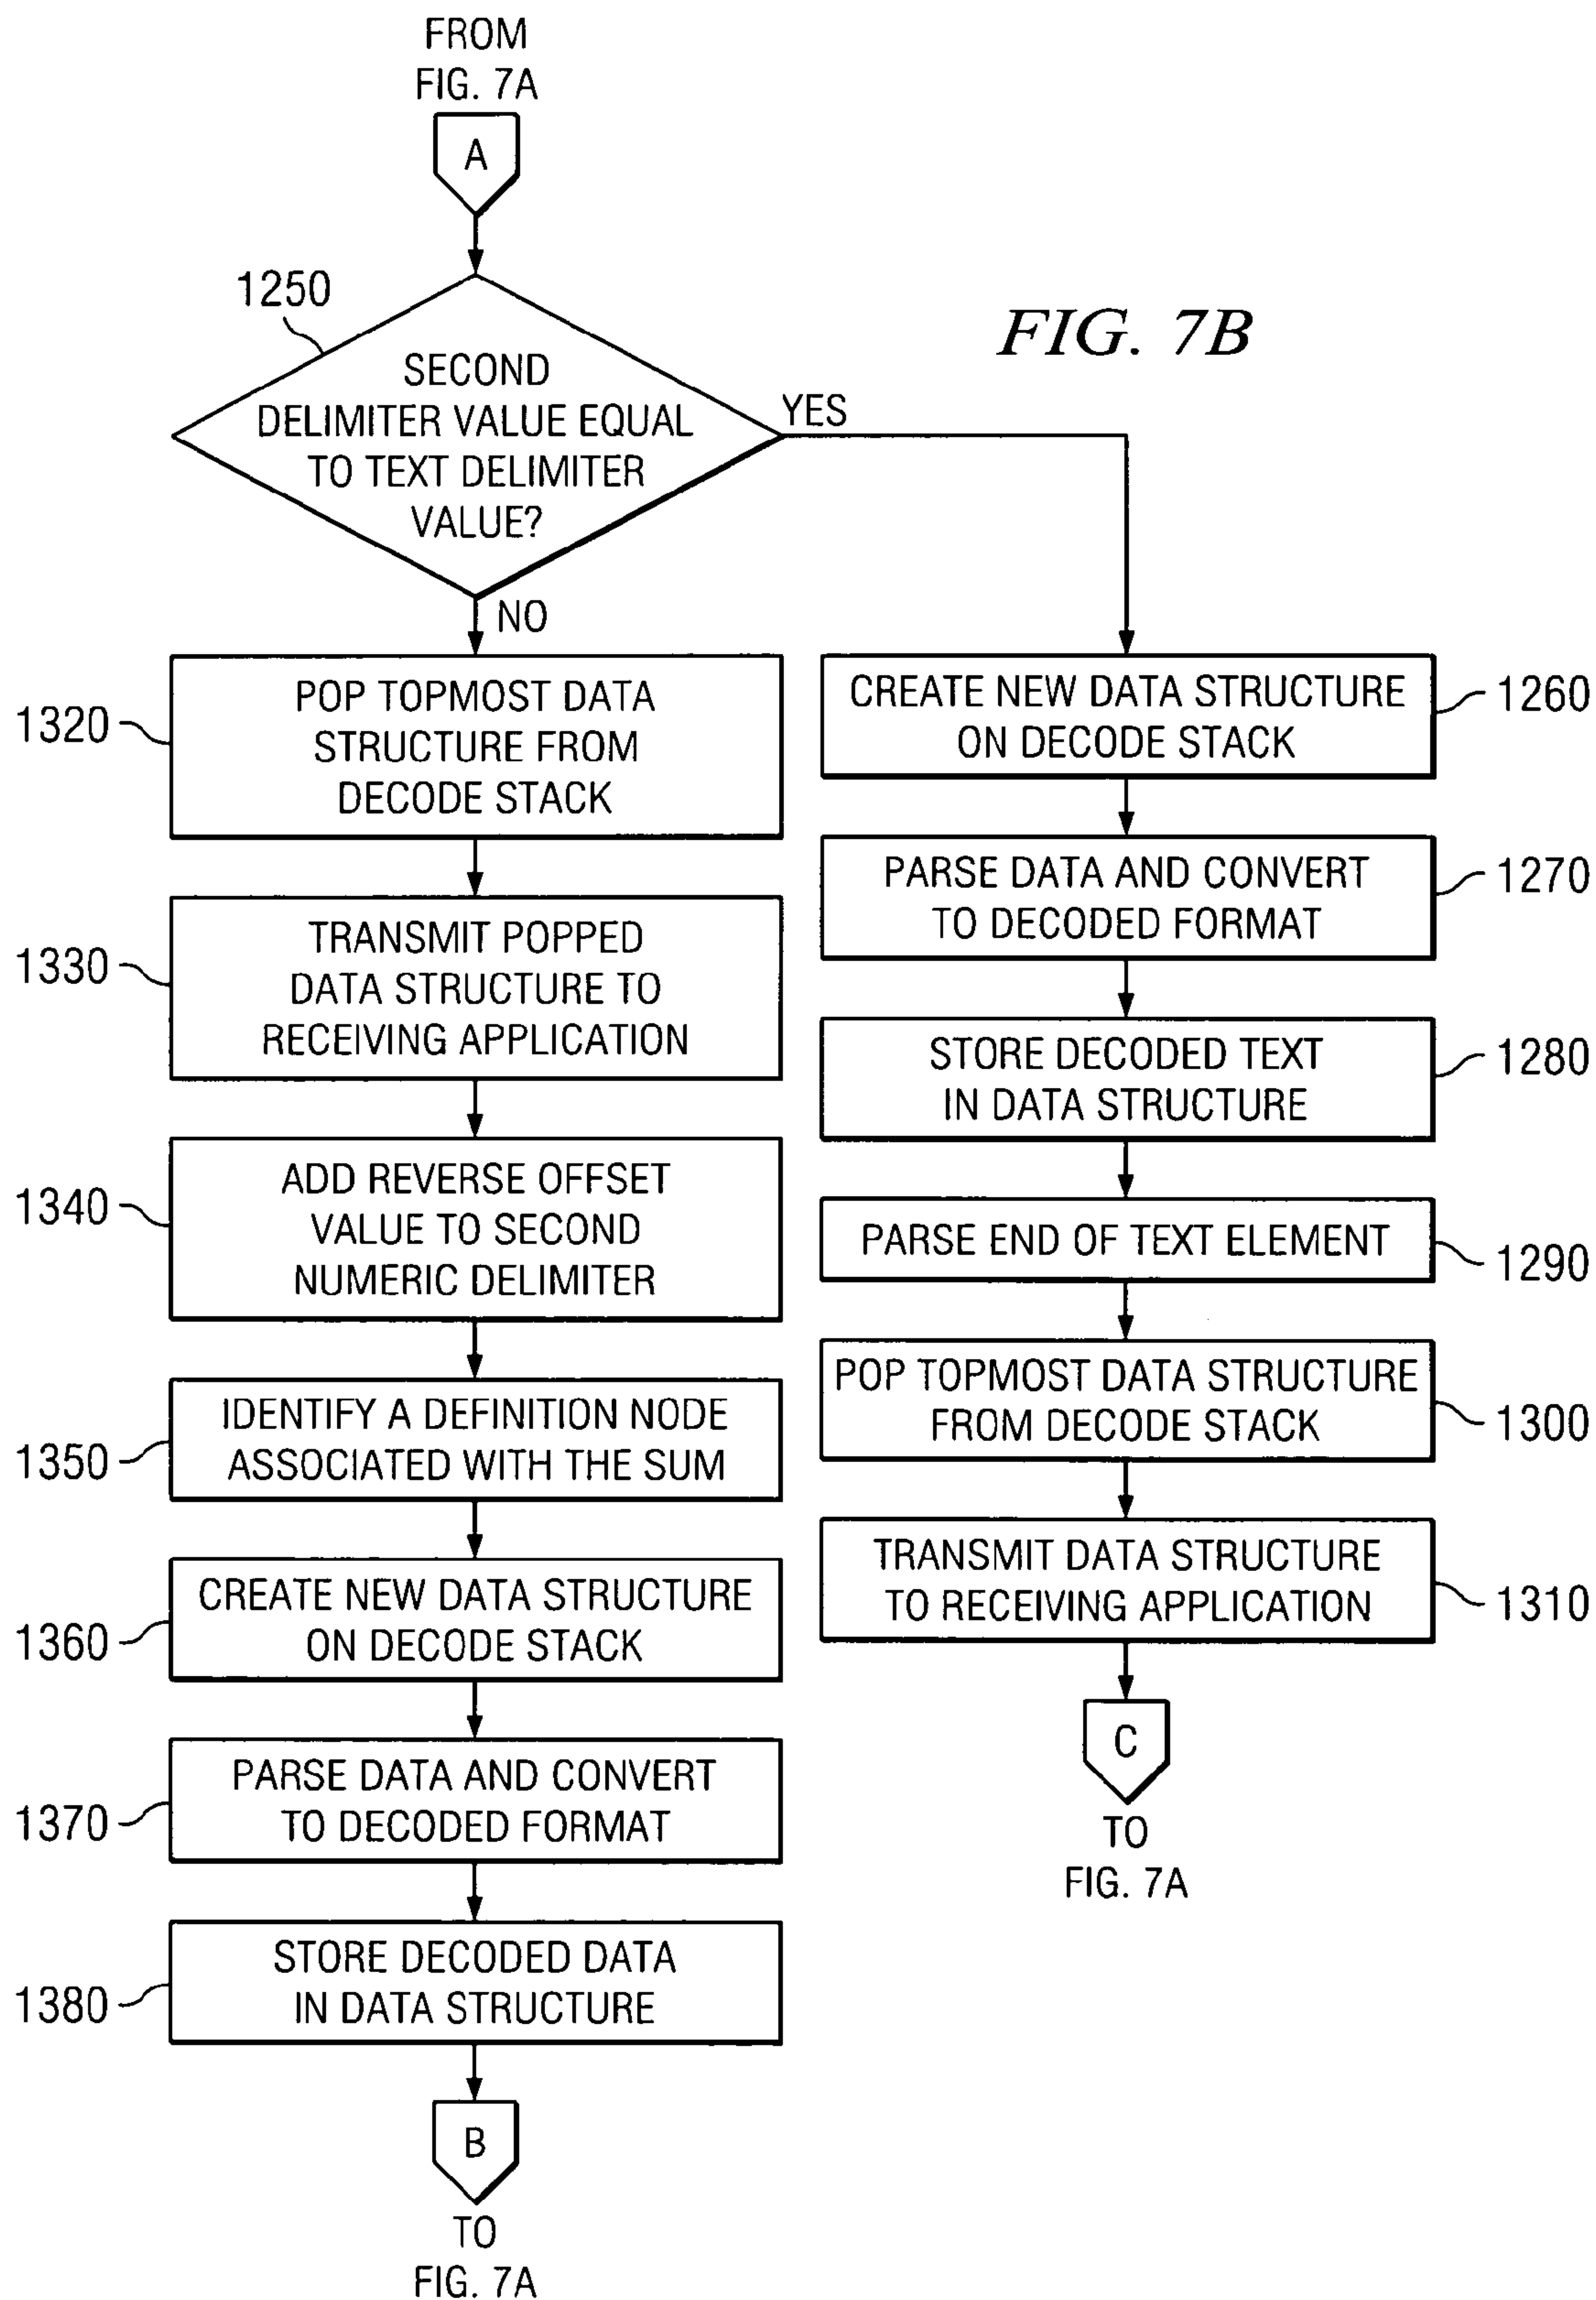 FROM
FIG. 7A
A
1250
FIG. 7B
SECOND
DELIMITER VALUE EQUAL
TO TEXT DELIMITER
VALUE?
YES
NO
1320
POP TOPMOST DATA
STRUCTURE FROM
DECODE STACK
1330
TRANSMIT POPPED
DATA STRUCTURE TO
RECEIVING APPLICATION
1340
ADD REVERSE OFFSET
VALUE TO SECOND
NUMERIC DELIMITER
1350
IDENTIFY A DEFINITION NODE
ASSOCIATED WITH THE SUM
1360
CREATE NEW DATA STRUCTURE
ON DECODE STACK
1370
PARSE DATA AND CONVERT
TO DECODED FORMAT
1380
STORE DECODED DATA
IN DATA STRUCTURE
B
TO
FIG. 7A
CREATE NEW DATA STRUCTURE
ON DECODE STACK
1260
PARSE DATA AND CONVERT
TO DECODED FORMAT
1270
STORE DECODED TEXT
IN DATA STRUCTURE
1280
PARSE END OF TEXT ELEMENT
1290
POP TOPMOST DATA STRUCTURE
FROM DECODE STACK
1300
TRANSMIT DATA STRUCTURE
TO RECEIVING APPLICATION
1310
C
TO
FIG. 7A